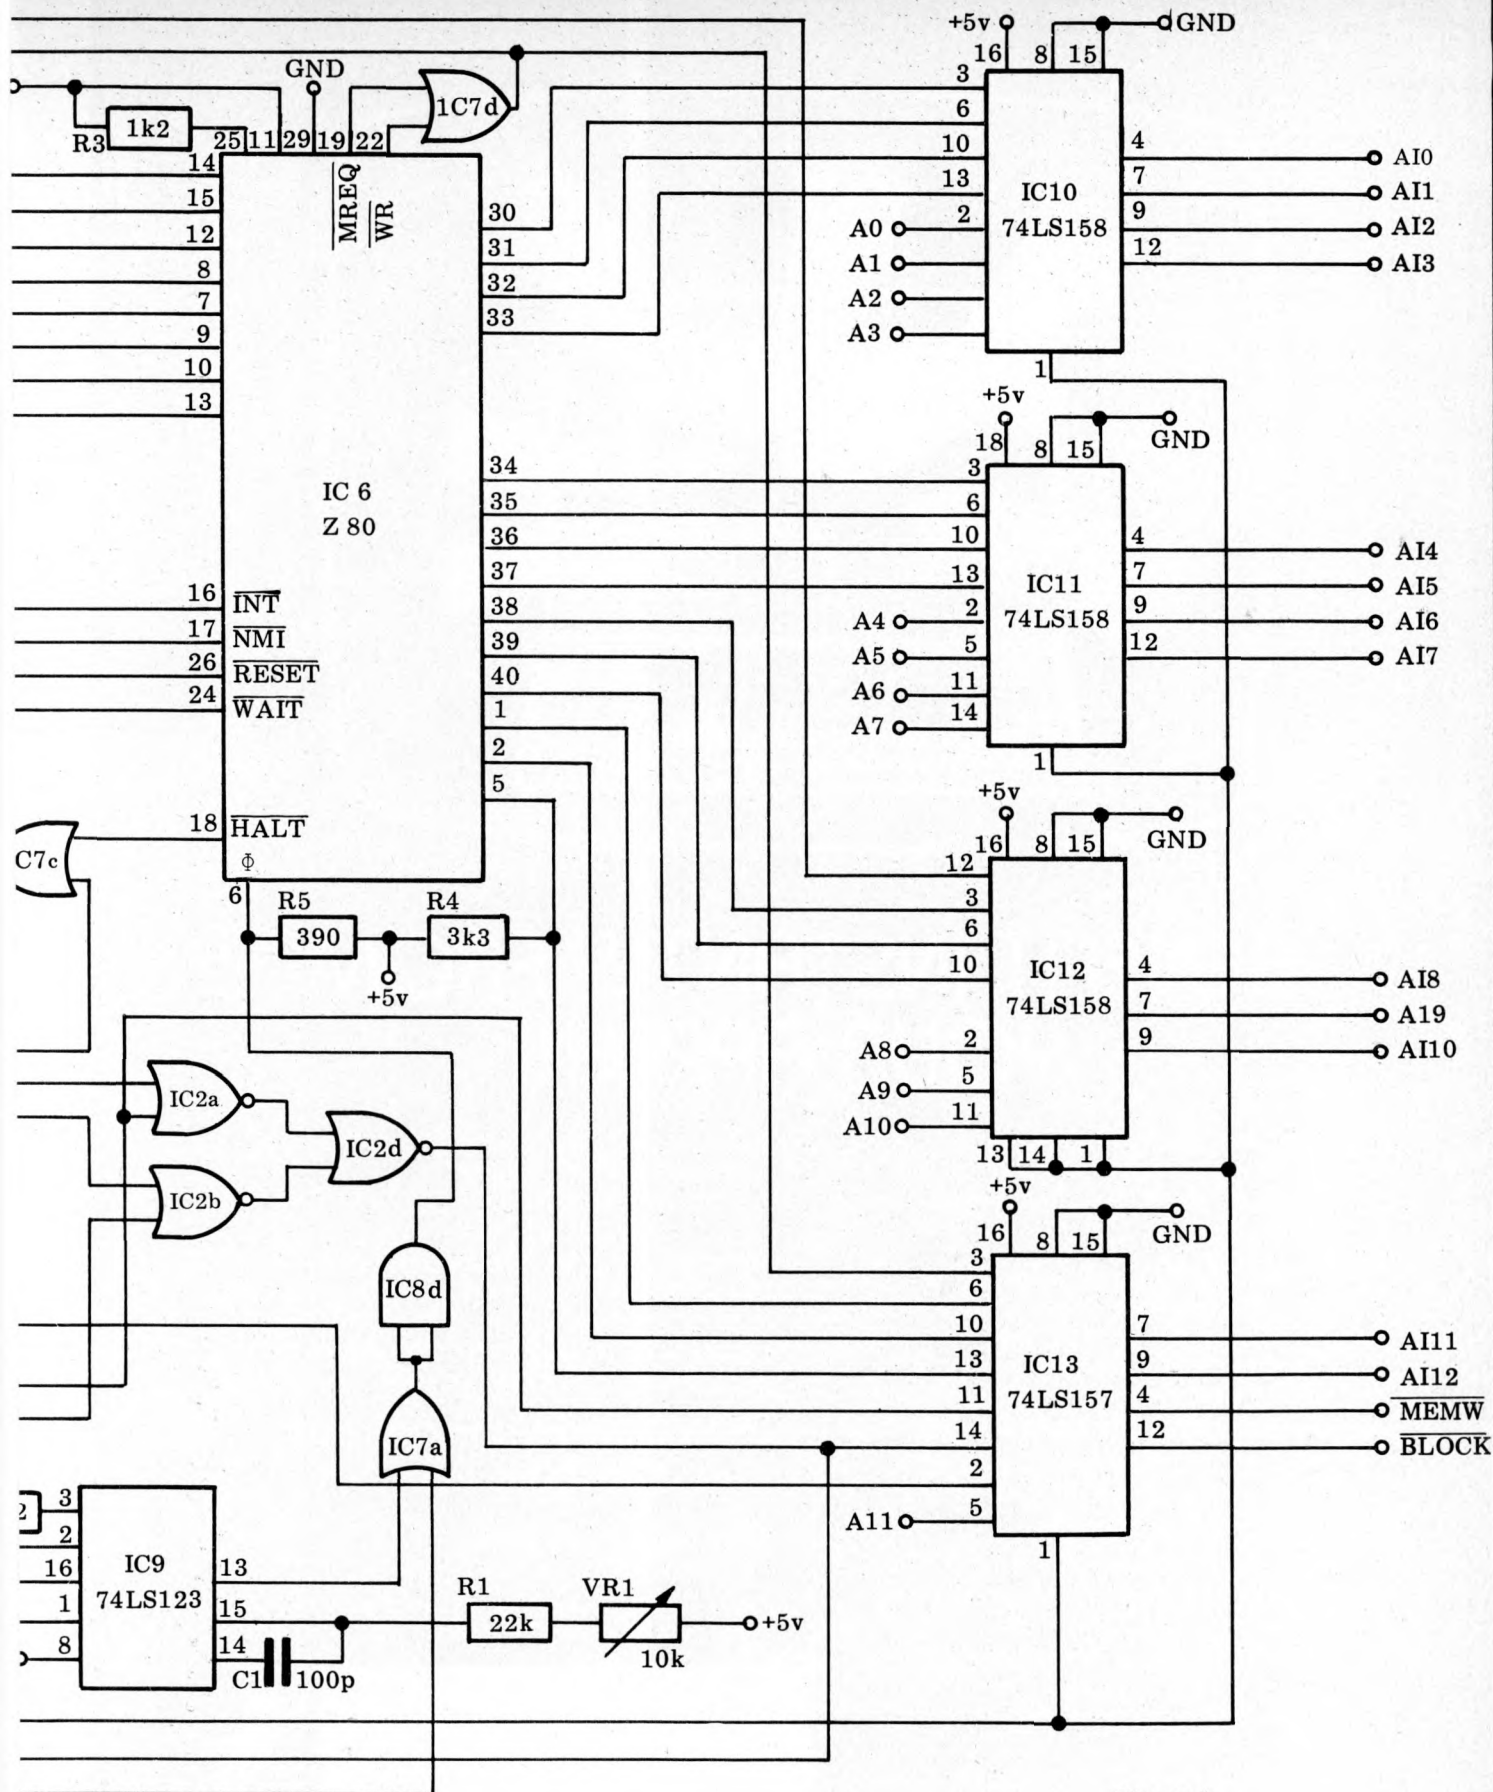 +5v
GND
16
8
15
GND
1C7d
3
6
R3
1k2
25
11
29
19
22
14
10
4
AI0
15
MREQ
WR
13
IC10
7
AI1
30
2
74LS158
9
AI2
12
A0
31
A1
12
AI3
8
32
A2
7
33
A3
9
1
10
+5v
13
18
8
15
GND
34
3
IC 6
35
6
Z 80
36
10
4
AI4
37
13
IC11
7
AI5
16
INT
38
2
74LS158
9
AI6
17
NMI
A4
39
5
12
AI7
26
RESET
A5
40
11
24
WAIT
A6
1
14
A7
2
1
5
+5v
18
HALT
16
8
15
GND
C7c
Φ
12
6
R5
R4
3
390
3k3
6
10
IC12
4
AI8
+5v
74LS158
7
A19
A8
2
9
AI10
A9
5
IC2a
A10
11
IC2d
13
14
1
IC2b
+5v
16
8
15
GND
3
IC8d
6
10
7
AI11
13
IC13
9
AI12
11
74LS157
4
MEMW
IC7a
14
12
BLOCK
2
2
3
A11
5
2
1
16
IC9
13
R1
VR1
1
74LS123
15
22k
+5v
8
14
C1
100p
10k